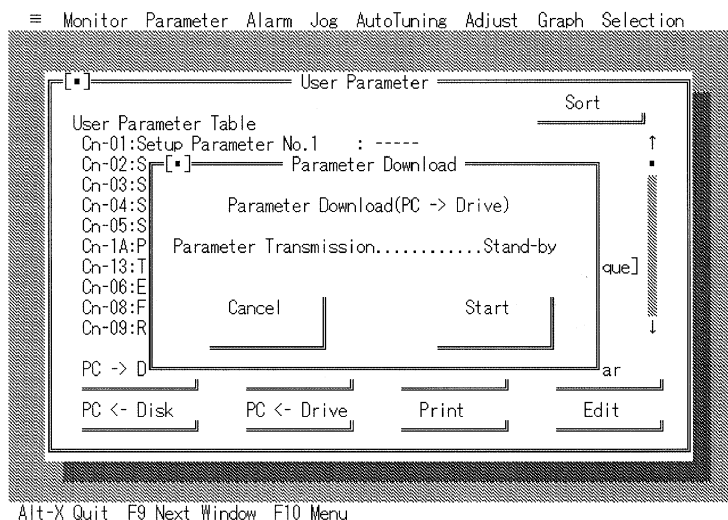 ≡ Monitor Parameter Alarm Jog AutoTuning Adjust Graph Selection
[▪] User Parameter
Sort
User Parameter Table
Cn-01:Setup Parameter No.1 : -----
Cn-02:S
Cn-03:S
Cn-04:S
Cn-05:S
Cn-1A:P
Cn-13:T
Cn-06:E
Cn-08:F
Cn-09:R
que]
[▪] Parameter Download
Parameter Download(PC -> Drive)
Parameter Transmission............Stand-by
Cancel Start
PC -> D
ar
PC <- Disk PC <- Drive Print Edit
Alt-X Quit F9 Next Window F10 Menu